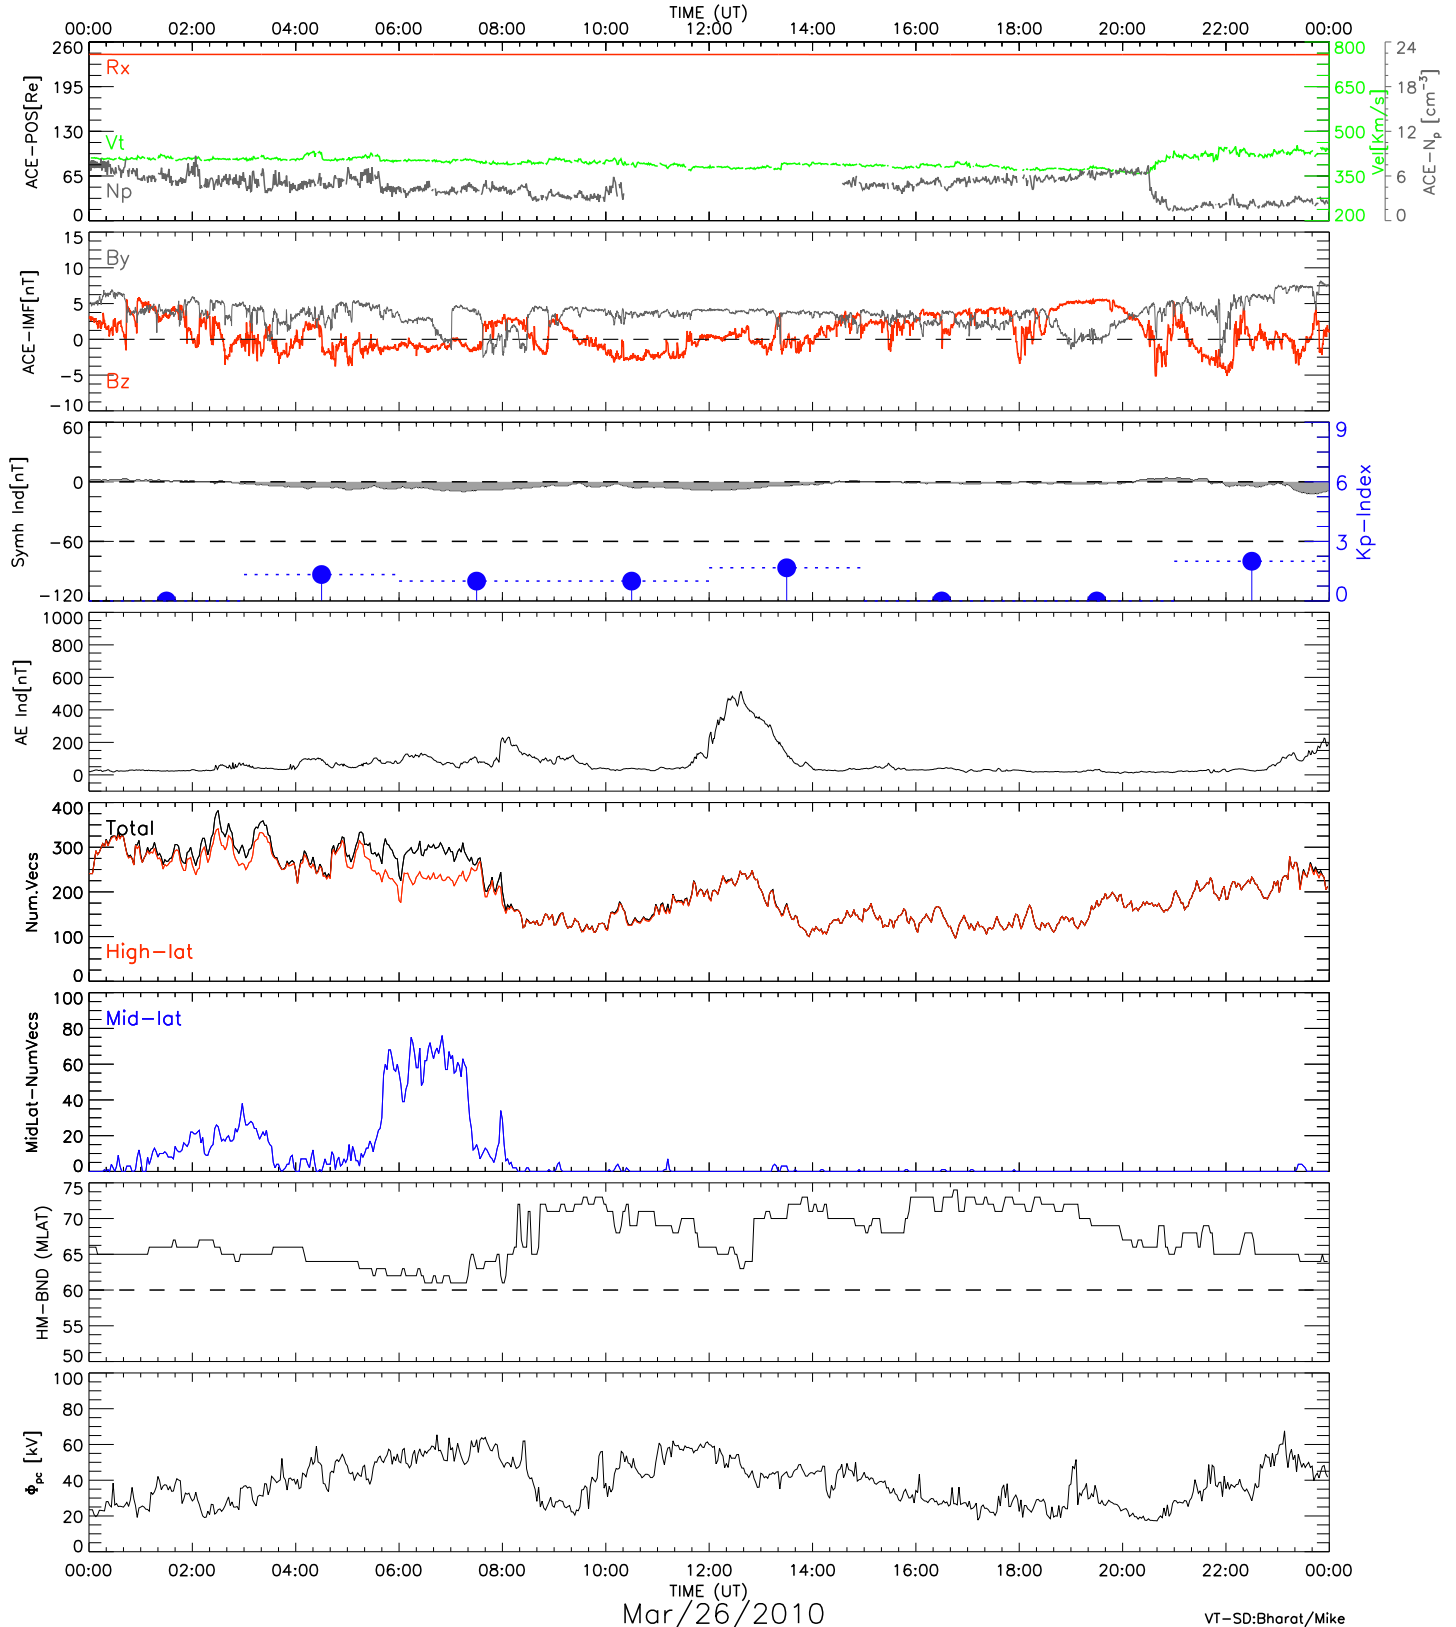 TIME (UT)
00:00 02:00 04:00 06:00 08:00 10:00 12:00 14:00 16:00 18:00 20:00 22:00 00:00
ACE-POS[Re]
260
195
130
65
0
Rx
Vt
Np
800
650
500
350
200
Vel[Km/s]
24
18
12
6
0
ACE-Np [cm-3]
ACE-IMF[nT]
15
10
5
0
-5
-10
By
Bz
Symh Ind[nT]
60
0
-60
-120
9
6
3
0
Kp-Index
AE Ind[nT]
1000
800
600
400
200
0
Num.Vecs
400
300
200
100
0
Total
High-lat
MidLat-NumVecs
100
80
60
40
20
0
Mid-lat
HM-BND (MLAT)
75
70
65
60
55
50
Φpc [kV]
100
80
60
40
20
0
00:00 02:00 04:00 06:00 08:00 10:00 12:00 14:00 16:00 18:00 20:00 22:00 00:00
TIME (UT)
Mar/26/2010
VT-SD:Bharat/Mike